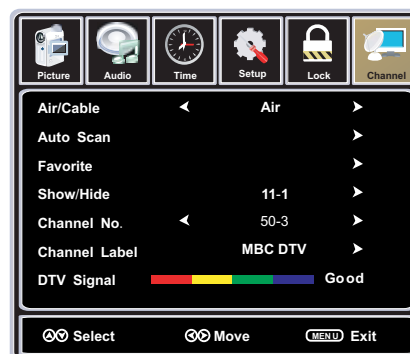 Picture Audio Time Setup Lock Channel
Air/Cable Air
Auto Scan
Favorite
Show/Hide 11-1
Channel No. 50-3
Channel Label MBC DTV
DTV Signal Good
Select Move MENU Exit